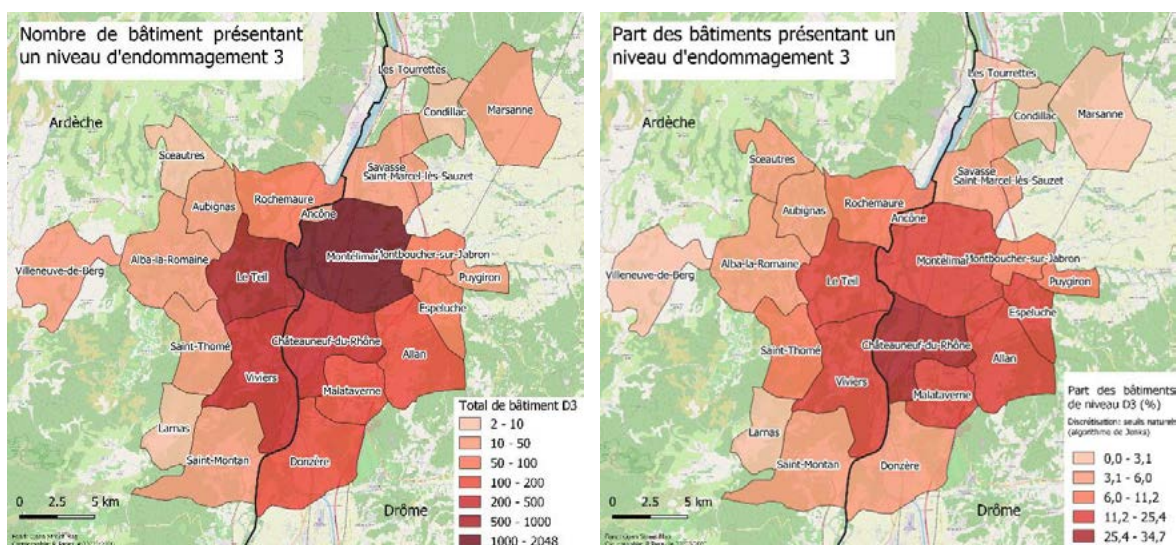 Nombre de bâtiment présentant
un niveau d'endommagement 3
Les Tourrettes
Condillac
Marsanne
Ardèche
Sceautres
Savasse
Saint-Marcel-lès-Sauzet
Aubignas
Rochemaure
Ancône
Alba-la-Romaine
Montélimar
Montboucher-sur-Jabron
Villeneuve-de-Berg
Le Teil
Puygiron
Espeluche
Châteauneuf-du-Rhône
Saint-Thomé
Allan
Viviers
Malataverne
Larnas
Saint-Montan
Donzère
Drôme
0 2,5 5 km
Total de bâtiment D3
2 - 10
10 - 50
50 - 100
100 - 200
200 - 500
500 - 1000
1000 - 2048
Part des bâtiments présentant un
niveau d'endommagement 3
Les Tourrettes
Condillac
Marsanne
Ardèche
Sceautres
Savasse
Saint-Marcel-lès-Sauzet
Aubignas
Rochemaure
Ancône
Alba-la-Romaine
Montélimar
Montboucher-sur-Jabron
Villeneuve-de-Berg
Le Teil
Puygiron
Espeluche
Châteauneuf-du-Rhône
Saint-Thomé
Allan
Viviers
Malataverne
Larnas
Saint-Montan
Donzère
Drôme
0 2,5 5 km
Part des bâtiments
de niveau D3 (%)
Discrétisation : seuils naturels
(algorithme de Jenks)
0,0 - 3,1
3,1 - 6,0
6,0 - 11,2
11,2 - 25,4
25,4 - 34,7